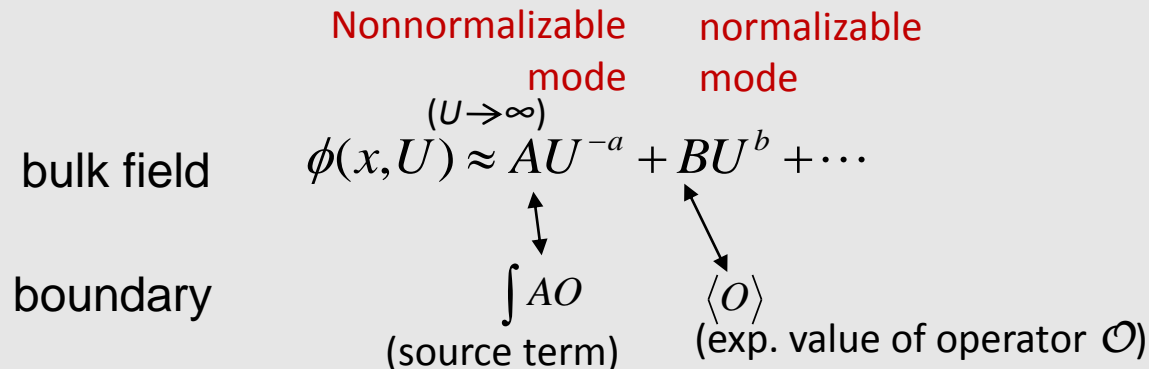 Nonnormalizable normalizable
mode mode
(U→∞)
bulk field ϕ(x,U) ≈ AU^{-a} + BU^{b} + ⋯
boundary ∫ AO ⟨O⟩
(source term) (exp. value of operator 𝒪)